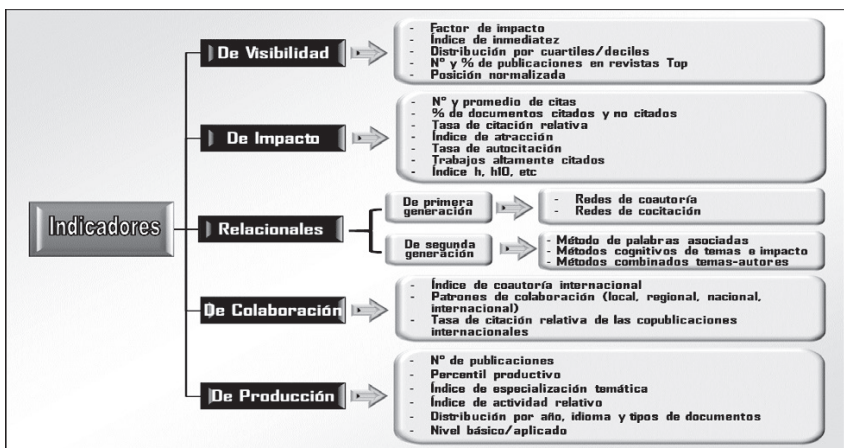 Indicadores
De Visibilidad
- Factor de impacto
- Índice de inmediatez
- Distribución por cuartiles/deciles
- Nº y % de publicaciones en revistas Top
- Posición normalizada
De Impacto
- Nº y promedio de citas
- % de documentos citados y no citados
- Tasa de citación relativa
- Índice de atracción
- Tasa de autocitación
- Trabajos altamente citados
- Índice h, h10, etc
Relacionales
De primera
generación
- Redes de coautoría
- Redes de cocitación
De segunda
generación
- Método de palabras asociadas
- Métodos cognitivos de temas e impacto
- Métodos combinados temas-autores
De Colaboración
- Índice de coautoría internacional
- Patrones de colaboración (local, regional, nacional,
internacional)
- Tasa de citación relativa de las copublicaciones
internacionales
De Producción
- Nº de publicaciones
- Percentil productivo
- Índice de especialización temática
- Índice de actividad relativo
- Distribución por año, idioma y tipos de documentos
- Nivel básico/aplicado